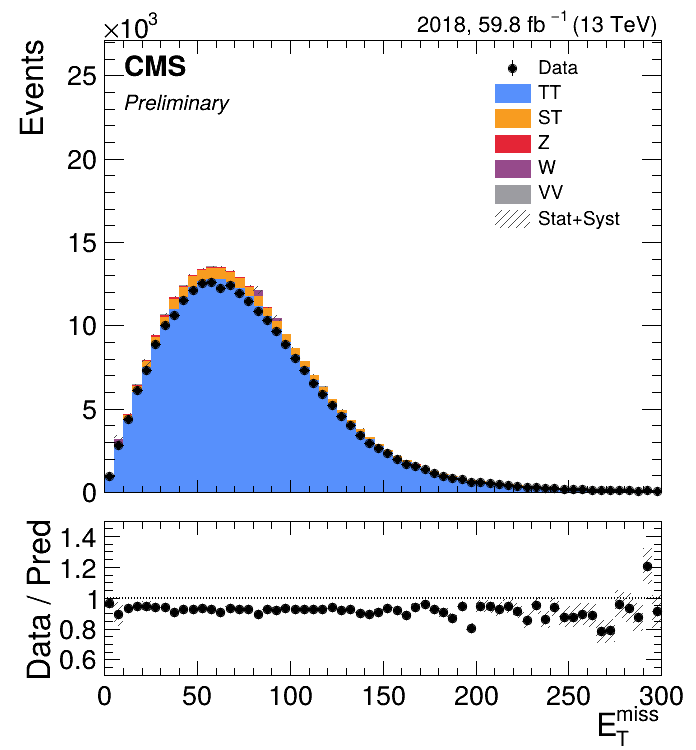 ×10³
2018, 59.8 fb⁻¹ (13 TeV)
CMS
Preliminary
Events
25
20
15
10
5
0
Data
TT
ST
Z
W
VV
Stat+Syst
Data / Pred
1.4
1.2
1
0.8
0.6
0 50 100 150 200 250 300
E_T^miss